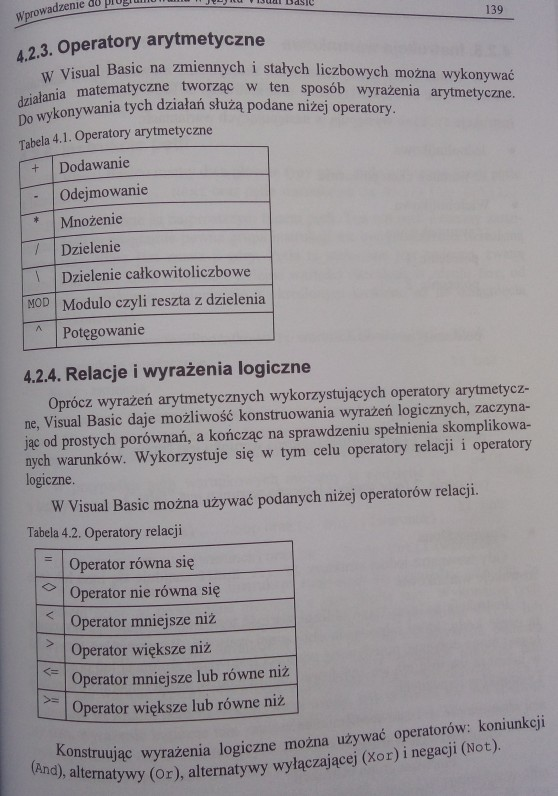 Wprowadzenie do
139
4.2.3. Operatory arytmetyczne
W Visual Basic na zmiennych i stałych liczbowych można wykonywać
działania matematyczne tworząc w ten sposób wyrażenia arytmetyczne.
Do wykonywania tych działań służą podane niżej operatory.
Tabela 4.1. Operatory arytmetyczne
+ Dodawanie
- Odejmowanie
* Mnożenie
/ Dzielenie
\ Dzielenie całkowitoliczbowe
MOD Modulo czyli reszta z dzielenia
^ Potęgowanie
4.2.4. Relacje i wyrażenia logiczne
Oprócz wyrażeń arytmetycznych wykorzystujących operatory arytmetycz-
ne, Visual Basic daje możliwość konstruowania wyrażeń logicznych, zaczyna-
jąc od prostych porównań, a kończąc na sprawdzeniu spełnienia skomplikowa-
nych warunków. Wykorzystuje się w tym celu operatory relacji i operatory
logiczne.
W Visual Basic można używać podanych niżej operatorów relacji.
Tabela 4.2. Operatory relacji
= Operator równa się
<> Operator nie równa się
< Operator mniejsze niż
> Operator większe niż
<= Operator mniejsze lub równe niż
>= Operator większe lub równe niż
Konstruując wyrażenia logiczne można używać operatorów: koniunkcji
(And), alternatywy (Or), alternatywy wyłączającej (Xor) i negacji (Not).